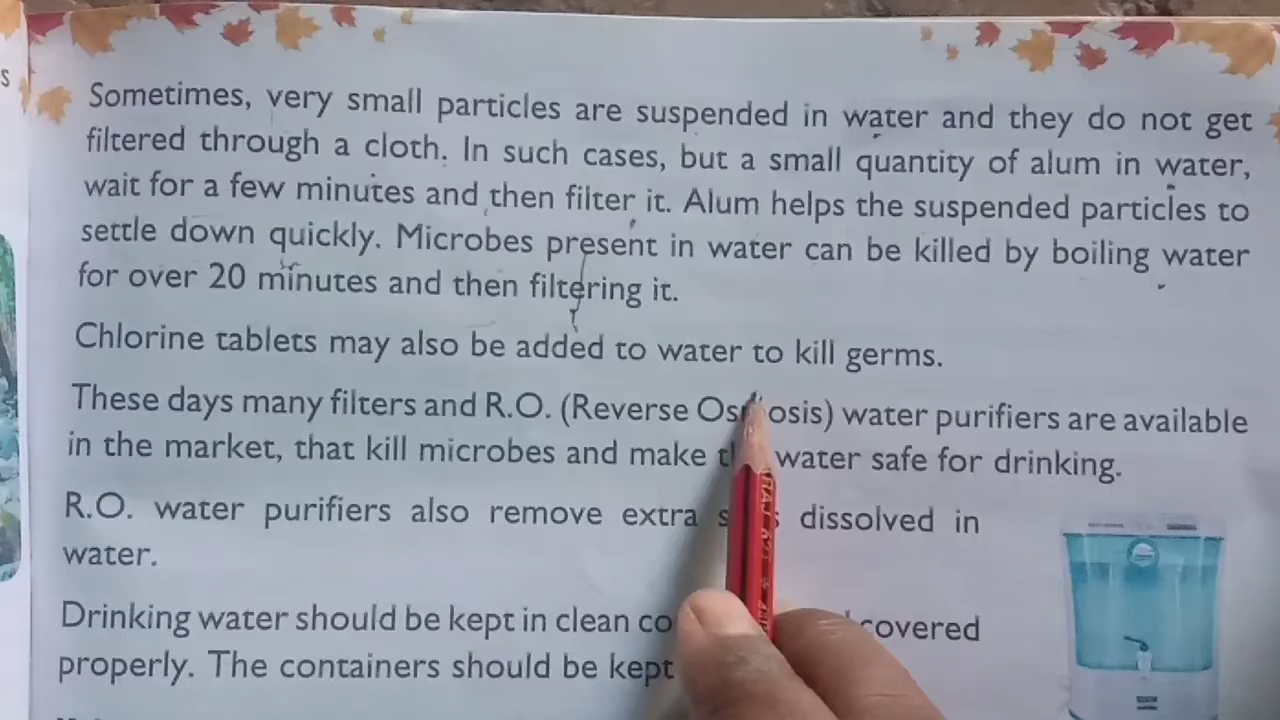 Sometimes, very small particles are suspended in water and they do not get
filtered through a cloth. In such cases, but a small quantity of alum in water,
wait for a few minutes and then filter it. Alum helps the suspended particles to
settle down quickly. Microbes present in water can be killed by boiling water
for over 20 minutes and then filtering it.
Chlorine tablets may also be added to water to kill germs.
These days many filters and R.O. (Reverse Osmosis) water purifiers are available
in the market, that kill microbes and make the water safe for drinking.
R.O. water purifiers also remove extra dissolved in
water.
Drinking water should be kept in clean covered
properly. The containers should be kept